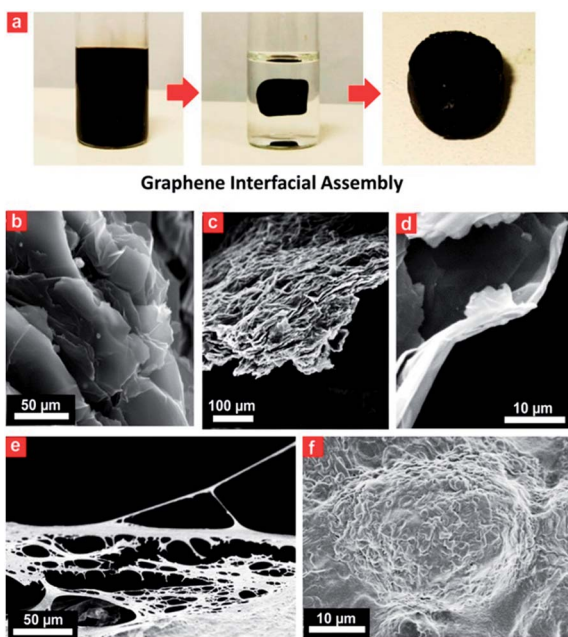 a
Graphene Interfacial Assembly
b
50 µm
c
100 µm
d
10 µm
e
50 µm
f
10 µm